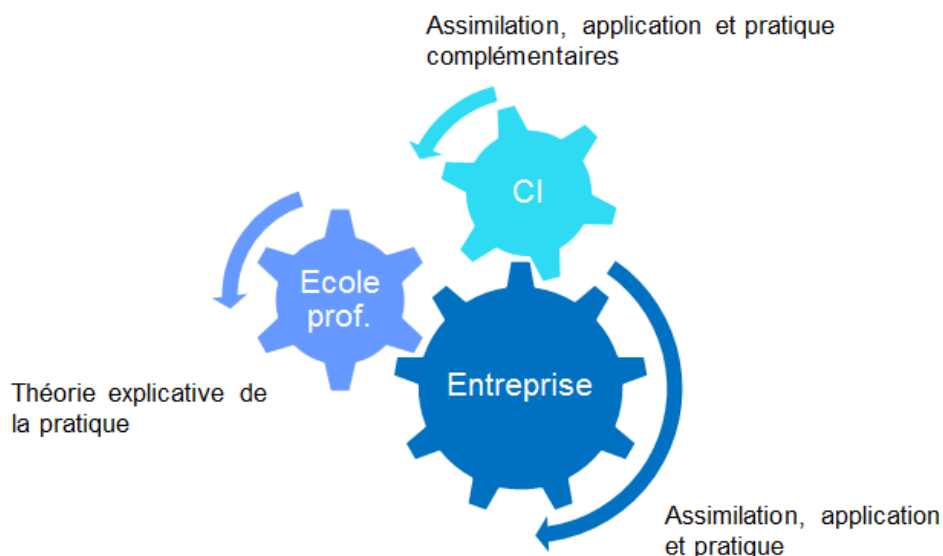 Assimilation, application et pratique
complémentaires
CI
Ecole
prof.
Entreprise
Théorie explicative de
la pratique
Assimilation, application
et pratique